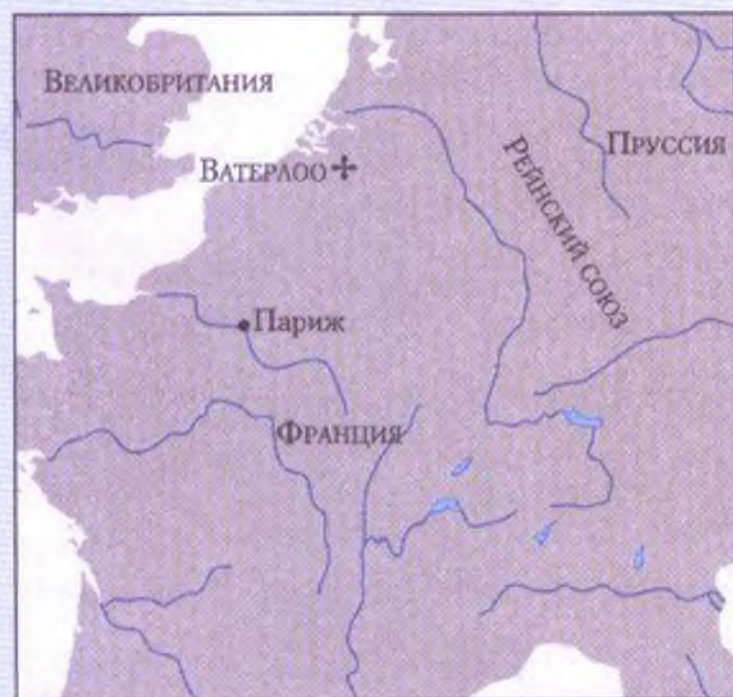 ВЕЛИКОБРИТАНИЯ
ПРУССИЯ
ВАТЕРЛОО
РЕЙНСКИЙ СОЮЗ
Париж
ФРАНЦИЯ